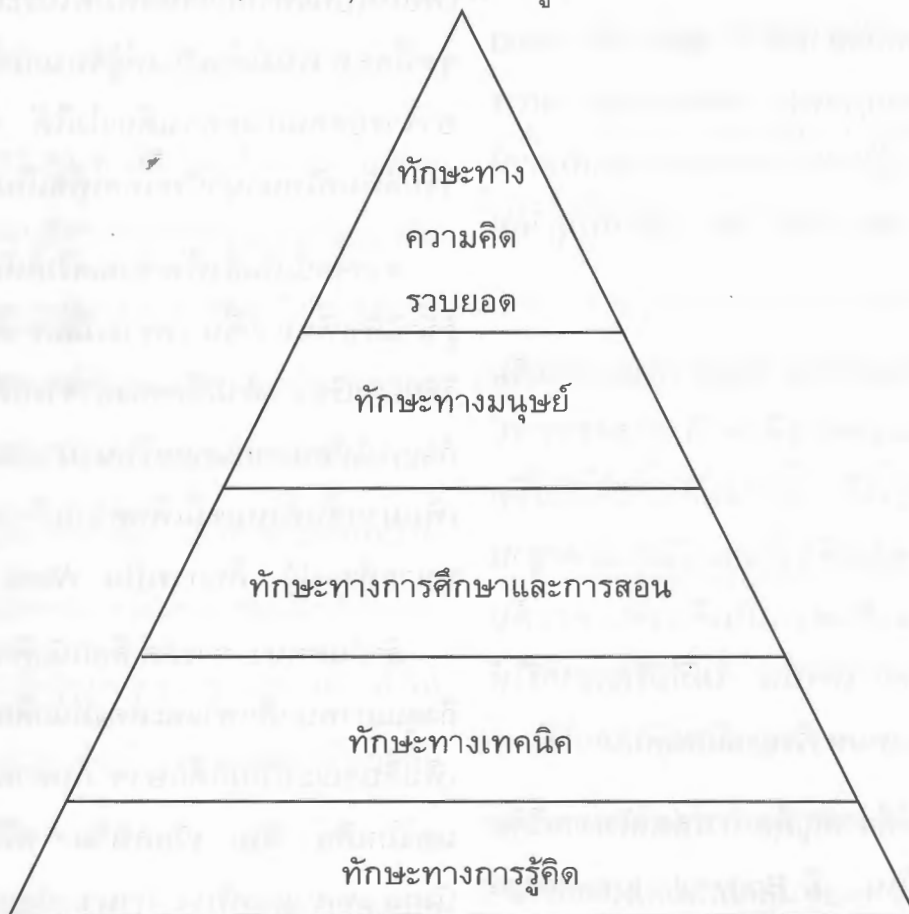 ทักษะทาง
ความคิด
รวบยอด
ทักษะทางมนุษย์
ทักษะทางการศึกษาและการสอน
ทักษะทางเทคนิค
ทักษะทางการรู้คิด